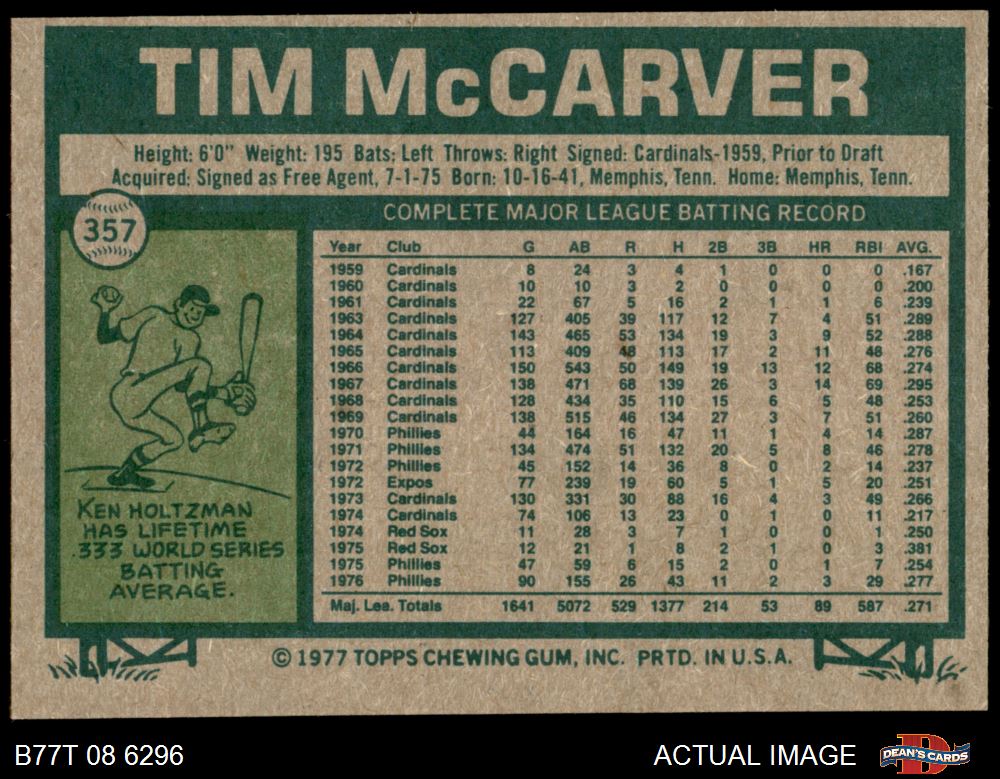 TIM McCARVER
Height: 6'0" Weight: 195 Bats: Left Throws: Right Signed: Cardinals-1959, Prior to Draft
Acquired: Signed as Free Agent, 7-1-75 Born: 10-16-41, Memphis, Tenn. Home: Memphis, Tenn.
357
COMPLETE MAJOR LEAGUE BATTING RECORD
Year Club G AB R H 2B 3B HR RBI AVG.
1959 Cardinals 8 24 3 4 1 0 0 0 .167
1960 Cardinals 10 10 3 2 0 0 0 0 .200
1961 Cardinals 22 67 5 16 2 1 1 6 .239
1963 Cardinals 127 405 39 117 12 7 4 51 .289
1964 Cardinals 143 465 53 134 19 3 9 52 .288
1965 Cardinals 113 409 48 113 17 2 11 48 .276
1966 Cardinals 150 543 50 149 19 13 12 68 .274
1967 Cardinals 138 471 68 139 26 3 14 69 .295
1968 Cardinals 128 434 35 110 15 6 5 48 .253
1969 Cardinals 138 515 46 134 27 3 7 51 .260
1970 Phillies 44 164 16 47 11 1 4 14 .287
1971 Phillies 134 474 51 132 20 5 8 46 .278
1972 Phillies 45 152 14 36 8 0 2 14 .237
1972 Expos 77 239 19 60 5 1 5 20 .251
1973 Cardinals 130 331 30 88 16 4 3 49 .266
1974 Cardinals 74 106 13 23 0 1 0 11 .217
1974 Red Sox 11 28 3 7 1 0 0 1 .250
1975 Red Sox 12 21 1 8 2 1 0 3 .381
1975 Phillies 47 59 6 15 2 0 1 7 .254
1976 Phillies 90 155 26 43 11 2 3 29 .277
Maj. Lea. Totals 1641 5072 529 1377 214 53 89 587 .271
KEN HOLTZMAN
HAS LIFETIME
.333 WORLD SERIES
BATTING
AVERAGE.
© 1977 TOPPS CHEWING GUM, INC. PRTD. IN U.S.A.
B77T 08 6296
ACTUAL IMAGE
DEAN'S CARDS